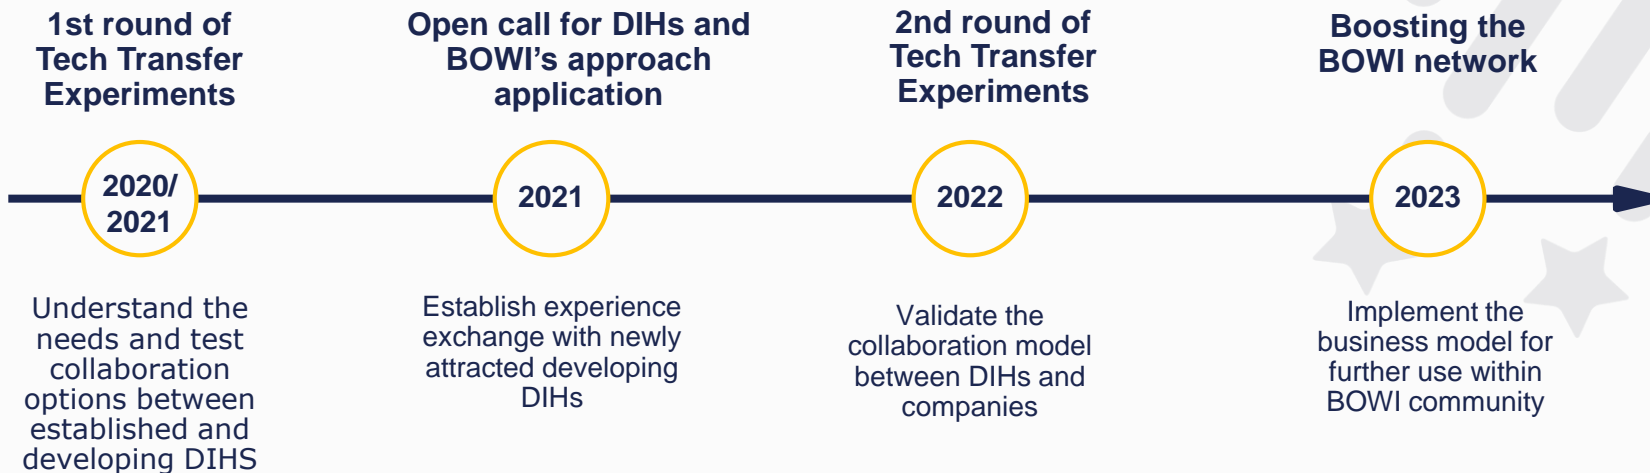 1st round of
Tech Transfer
Experiments
2020/
2021
Understand the
needs and test
collaboration
options between
established and
developing DIHS
Open call for DIHs and
BOWI's approach
application
2021
Establish experience
exchange with newly
attracted developing
DIHs
2nd round of
Tech Transfer
Experiments
2022
Validate the
collaboration model
between DIHs and
companies
Boosting the
BOWI network
2023
Implement the
business model for
further use within
BOWI community